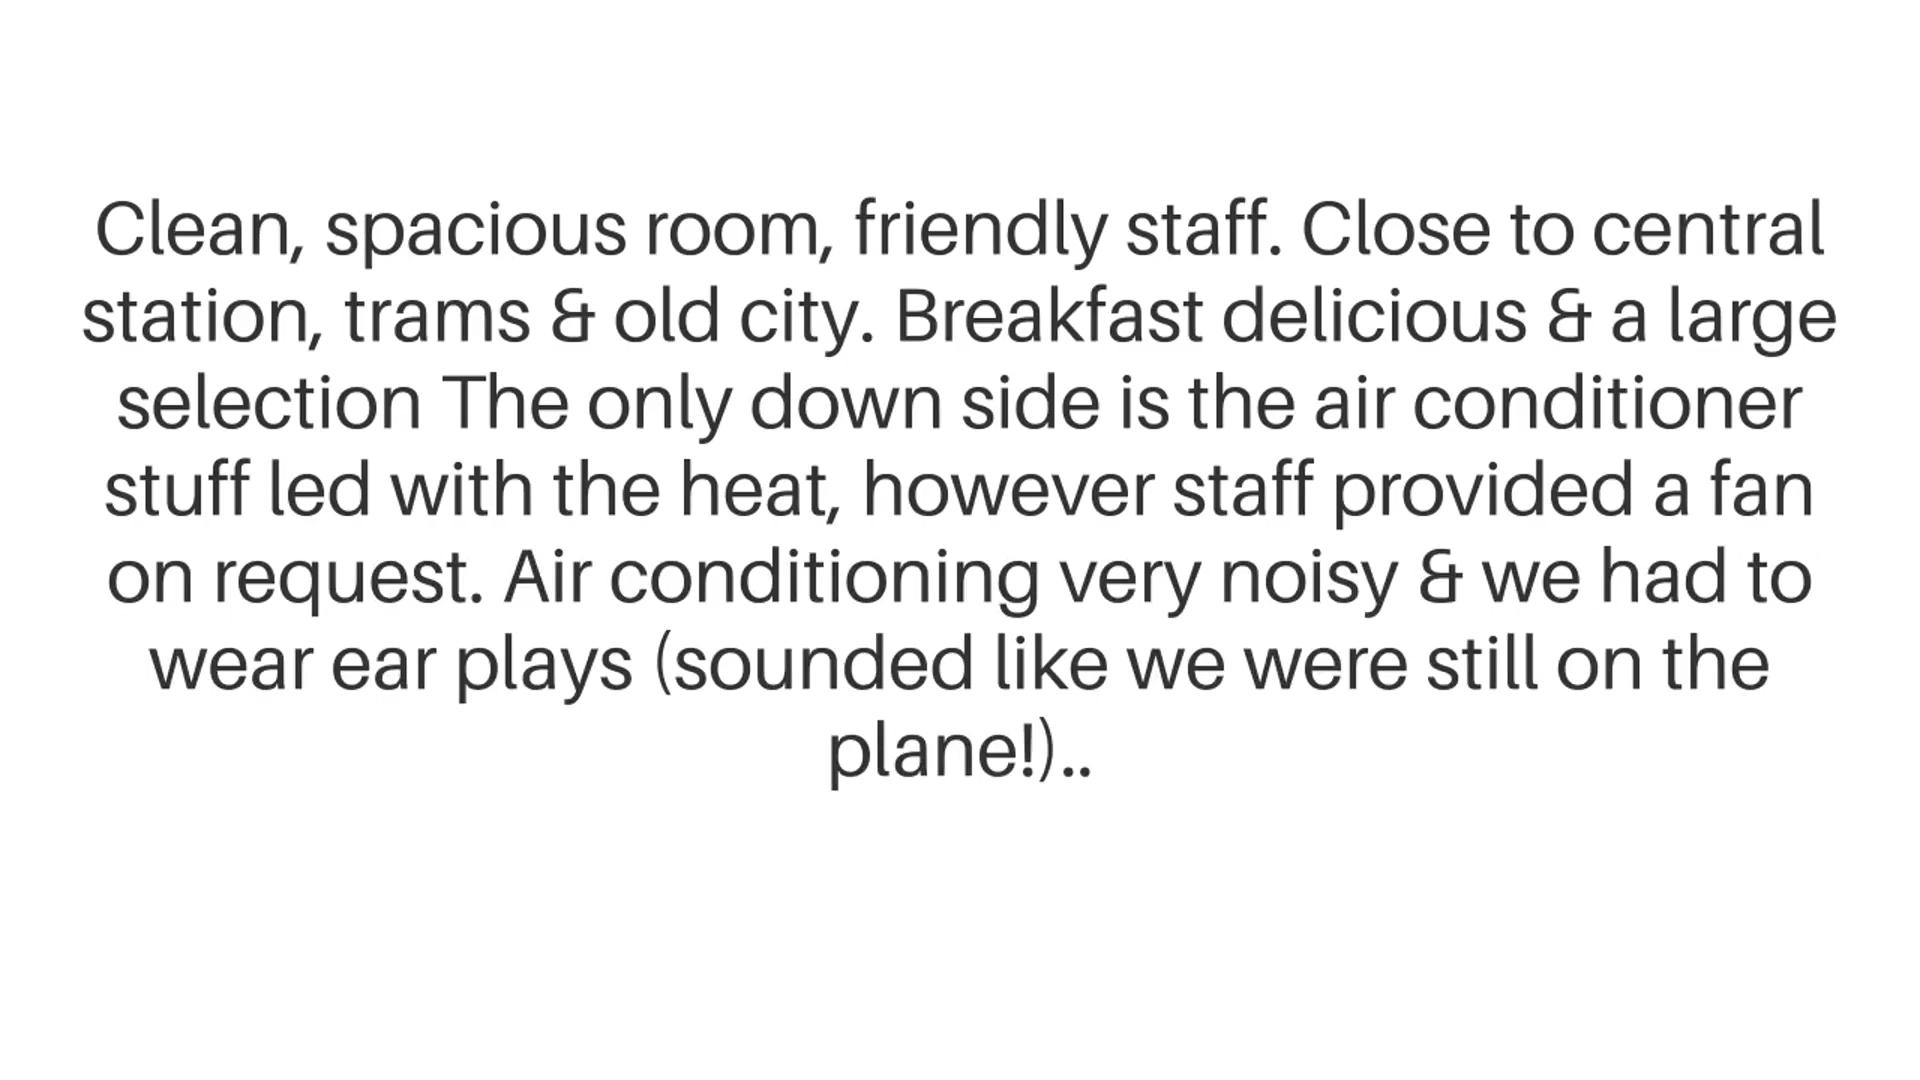 Clean, spacious room, friendly staff. Close to central
station, trams & old city. Breakfast delicious & a large
selection The only down side is the air conditioner
stuff led with the heat, however staff provided a fan
on request. Air conditioning very noisy & we had to
wear ear plays (sounded like we were still on the
plane!)..